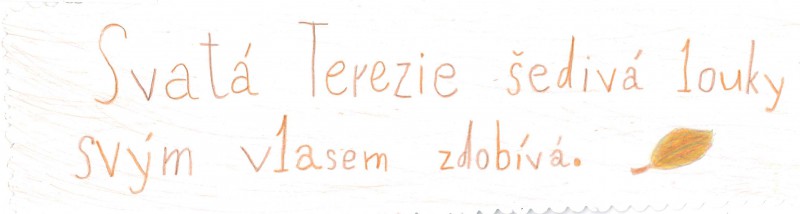 Svatá Terezie šedivá louky
svým vlasem zdobívá.